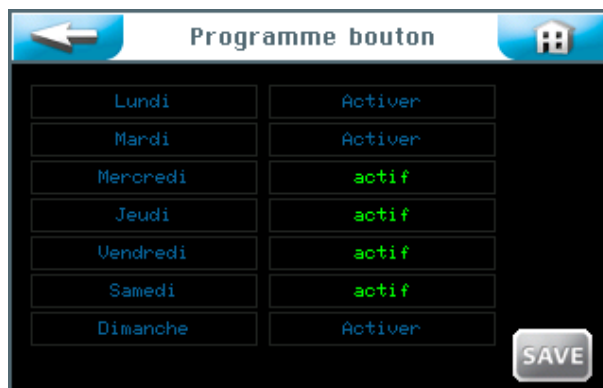 Programme bouton
Lundi Activer
Mardi Activer
Mercredi actif
Jeudi actif
Vendredi actif
Samedi actif
Dimanche Activer
SAVE